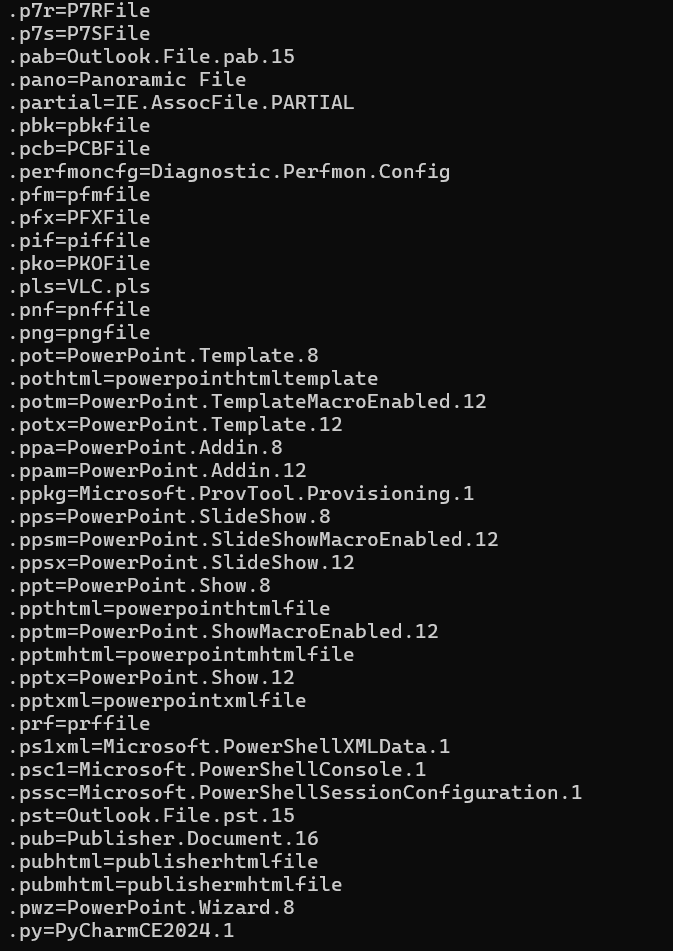 .p7r=P7RFile
.p7s=P7SFile
.pab=Outlook.File.pab.15
.pano=Panoramic File
.partial=IE.AssocFile.PARTIAL
.pbk=pbkfile
.pcb=PCBFile
.perfmoncfg=Diagnostic.Perfmon.Config
.pfm=pfmfile
.pfx=PFXFile
.pif=piffile
.pko=PKOFile
.pls=VLC.pls
.pnf=pnffile
.png=pngfile
.pot=PowerPoint.Template.8
.pothtml=powerpointhtmltemplate
.potm=PowerPoint.TemplateMacroEnabled.12
.potx=PowerPoint.Template.12
.ppa=PowerPoint.Addin.8
.ppam=PowerPoint.Addin.12
.ppkg=Microsoft.ProvTool.Provisioning.1
.pps=PowerPoint.SlideShow.8
.ppsm=PowerPoint.SlideShowMacroEnabled.12
.ppsx=PowerPoint.SlideShow.12
.ppt=PowerPoint.Show.8
.ppthtml=powerpointhtmlfile
.pptm=PowerPoint.ShowMacroEnabled.12
.pptmhtml=powerpointmhtmlfile
.pptx=PowerPoint.Show.12
.pptxml=powerpointxmlfile
.prf=prffile
.ps1xml=Microsoft.PowerShellXMLData.1
.psc1=Microsoft.PowerShellConsole.1
.pssc=Microsoft.PowerShellSessionConfiguration.1
.pst=Outlook.File.pst.15
.pub=Publisher.Document.16
.pubhtml=publisherhtmlfile
.pubmhtml=publishermhtmlfile
.pwz=PowerPoint.Wizard.8
.py=PyCharmCE2024.1